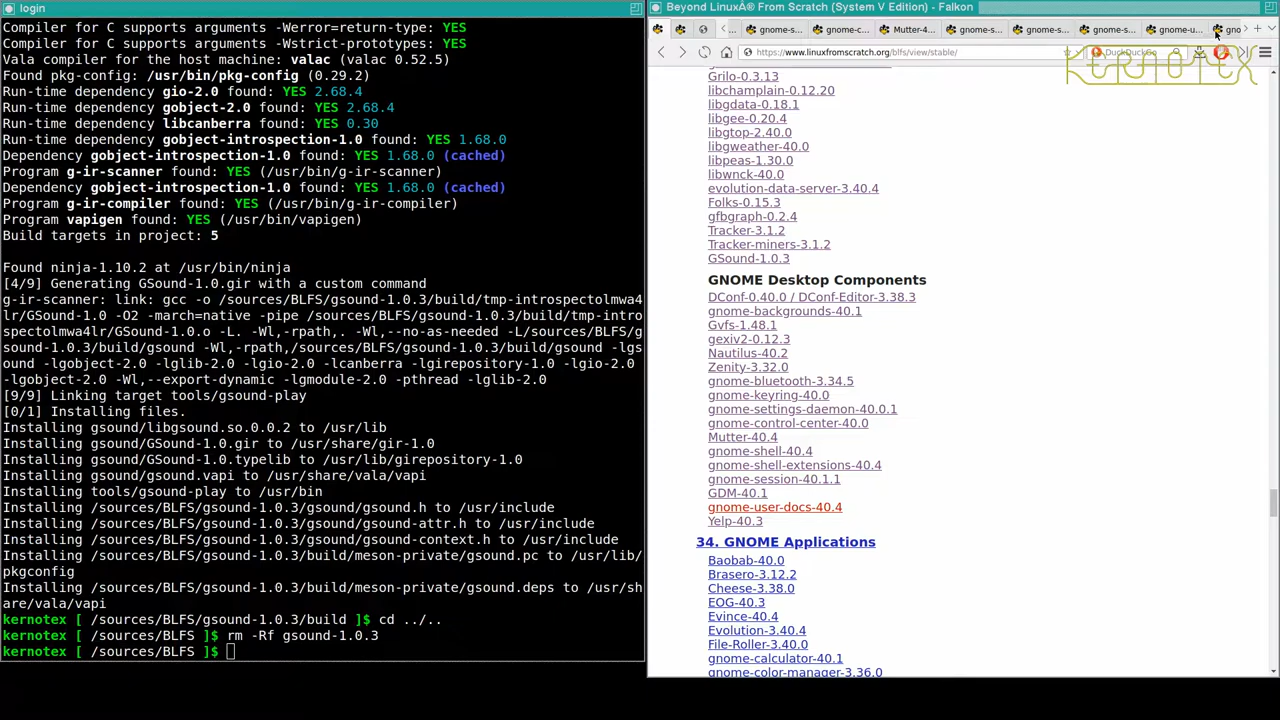 login
Compiler for C supports arguments -Werror=return-type: YES
Compiler for C supports arguments -Wstrict-prototypes: YES
Vala compiler for the host machine: valac (valac 0.52.5)
Found pkg-config: /usr/bin/pkg-config (0.29.2)
Run-time dependency gio-2.0 found: YES 2.68.4
Run-time dependency gobject-2.0 found: YES 2.68.4
Run-time dependency libcanberra found: YES 0.30
Run-time dependency gobject-introspection-1.0 found: YES 1.68.0
Dependency gobject-introspection-1.0 found: YES 1.68.0 (cached)
Program g-ir-scanner found: YES (/usr/bin/g-ir-scanner)
Dependency gobject-introspection-1.0 found: YES 1.68.0 (cached)
Program g-ir-compiler found: YES (/usr/bin/g-ir-compiler)
Program vapigen found: YES (/usr/bin/vapigen)
Build targets in project: 5
Found ninja-1.10.2 at /usr/bin/ninja
[4/9] Generating GSound-1.0.gir with a custom command
g-ir-scanner: link: gcc -o /sources/BLFS/gsound-1.0.3/build/tmp-introspectolmwa4
lr/GSound-1.0 -O2 -march=native -pipe /sources/BLFS/gsound-1.0.3/build/tmp-intro
spectolmwa4lr/GSound-1.0.o -L. -Wl,-rpath,. -Wl,--no-as-needed -L/sources/BLFS/g
sound-1.0.3/build/gsound -Wl,-rpath,/sources/BLFS/gsound-1.0.3/build/gsound -lgs
ound -lgobject-2.0 -lglib-2.0 -lgio-2.0 -lcanberra -lgirepository-1.0 -lgio-2.0
-lgobject-2.0 -Wl,--export-dynamic -lgmodule-2.0 -pthread -lglib-2.0
[9/9] Linking target tools/gsound-play
[0/1] Installing files.
Installing gsound/libgsound.so.0.0.2 to /usr/lib
Installing gsound/GSound-1.0.gir to /usr/share/gir-1.0
Installing gsound/GSound-1.0.typelib to /usr/lib/girepository-1.0
Installing gsound/gsound.vapi to /usr/share/vala/vapi
Installing tools/gsound-play to /usr/bin
Installing /sources/BLFS/gsound-1.0.3/gsound/gsound.h to /usr/include
Installing /sources/BLFS/gsound-1.0.3/gsound/gsound-attr.h to /usr/include
Installing /sources/BLFS/gsound-1.0.3/gsound/gsound-context.h to /usr/include
Installing /sources/BLFS/gsound-1.0.3/build/meson-private/gsound.pc to /usr/lib/
pkgconfig
Installing /sources/BLFS/gsound-1.0.3/build/meson-private/gsound.deps to /usr/sh
are/vala/vapi
kernotex [ /sources/BLFS/gsound-1.0.3/build ]$ cd ../..
kernotex [ /sources/BLFS ]$ rm -Rf gsound-1.0.3
kernotex [ /sources/BLFS ]$
Beyond LinuxÂ® From Scratch (System V Edition) - Falkon
gnome-s... gnome-c... Mutter-4... gnome-s... gnome-s... gnome-s... gnome-u... gno
https://www.linuxfromscratch.org/blfs/view/stable/ DuckDuckGo
KERNOTEX
Grilo-0.3.13
libchamplain-0.12.20
libgdata-0.18.1
libgee-0.20.4
libgtop-2.40.0
libgweather-40.0
libpeas-1.30.0
libwnck-40.0
evolution-data-server-3.40.4
Folks-0.15.3
gfbgraph-0.2.4
Tracker-3.1.2
Tracker-miners-3.1.2
GSound-1.0.3
GNOME Desktop Components
DConf-0.40.0 / DConf-Editor-3.38.3
gnome-backgrounds-40.1
Gvfs-1.48.1
gexiv2-0.12.3
Nautilus-40.2
Zenity-3.32.0
gnome-bluetooth-3.34.5
gnome-keyring-40.0
gnome-settings-daemon-40.0.1
gnome-control-center-40.0
Mutter-40.4
gnome-shell-40.4
gnome-shell-extensions-40.4
gnome-session-40.1.1
GDM-40.1
gnome-user-docs-40.4
Yelp-40.3
34. GNOME Applications
Baobab-40.0
Brasero-3.12.2
Cheese-3.38.0
EOG-40.3
Evince-40.4
Evolution-3.40.4
File-Roller-3.40.0
gnome-calculator-40.1
gnome-color-manager-3.36.0